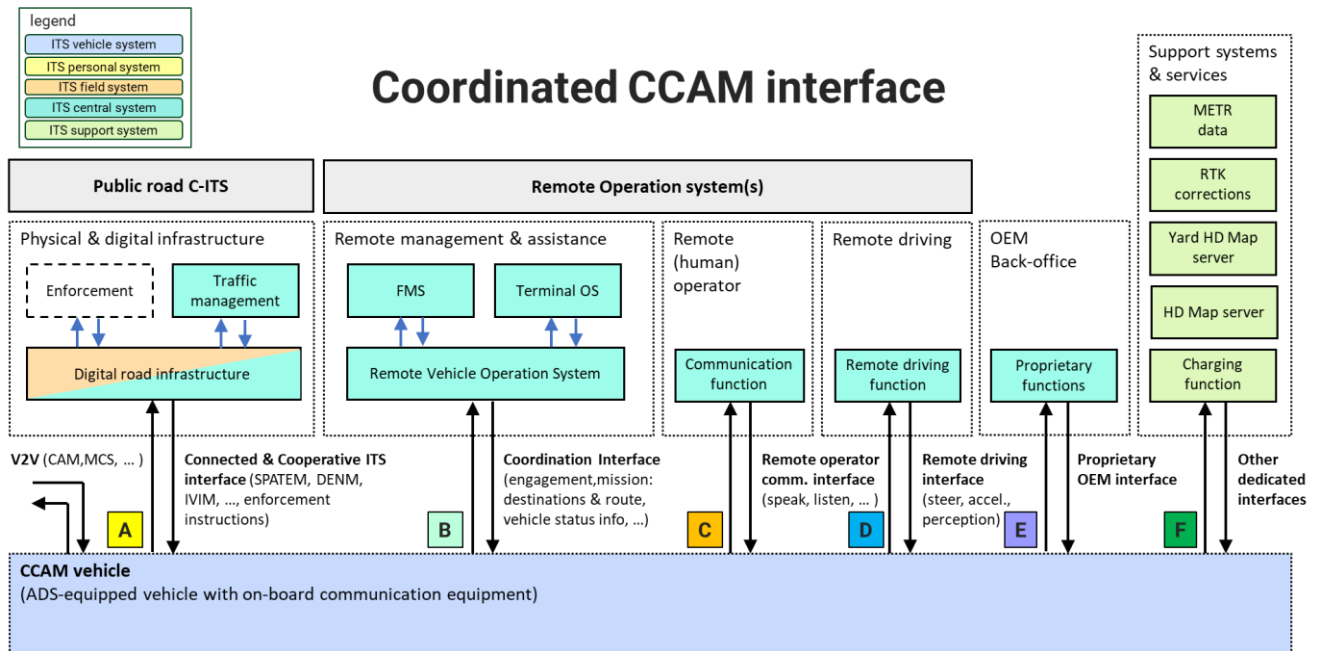 legend
ITS vehicle system
ITS personal system
ITS field system
ITS central system
ITS support system
Coordinated CCAM interface
Support systems
& services
METR
data
RTK
corrections
Yard HD Map
server
HD Map server
Charging
function
Public road C-ITS
Remote Operation system(s)
Physical & digital infrastructure
Enforcement
Traffic
management
Digital road infrastructure
Remote management & assistance
FMS
Terminal OS
Remote Vehicle Operation System
Remote
(human)
operator
Communication
function
Remote driving
Remote driving
function
OEM
Back-office
Proprietary
functions
V2V (CAM,MCS, ... )
Connected & Cooperative ITS
interface (SPATEM, DENM,
IVIM, ..., enforcement
instructions)
A
Coordination Interface
(engagement,mission:
destinations & route,
vehicle status info, ...)
B
Remote operator
comm. interface
(speak, listen, ... )
C
Remote driving
interface
(steer, accel.,
perception)
D
Proprietary
OEM interface
E
Other
dedicated
interfaces
F
CCAM vehicle
(ADS-equipped vehicle with on-board communication equipment)